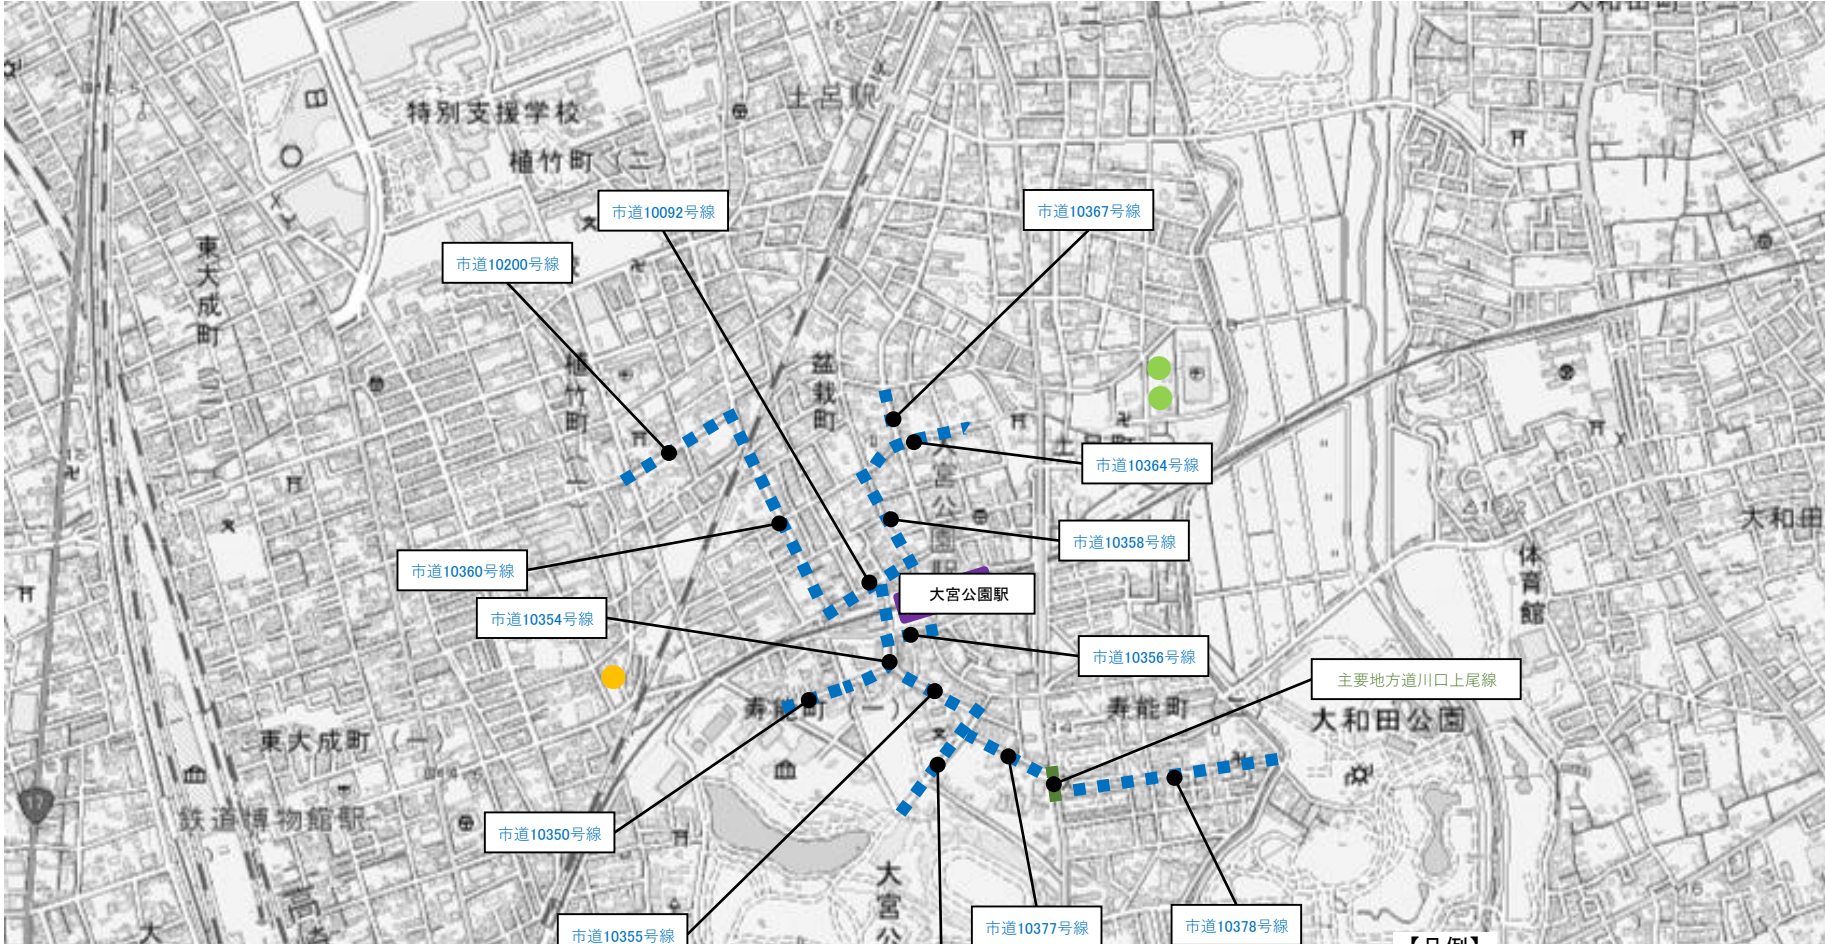 特別支援学校
土呂駅
植竹町（二）
市道10092号線
市道10367号線
市道10200号線
東大成町（二）
植竹町（一）
盆栽町
市道10364号線
市道10358号線
大和田
体育館
市道10360号線
大宮公園駅
市道10354号線
市道10356号線
主要地方道川口上尾線
寿能町（一）
寿能町
大和田公園
東大成町（一）
17
鉄道博物館駅
市道10350号線
大宮公
市道10355号線
市道10377号線
市道10378号線
【凡例】